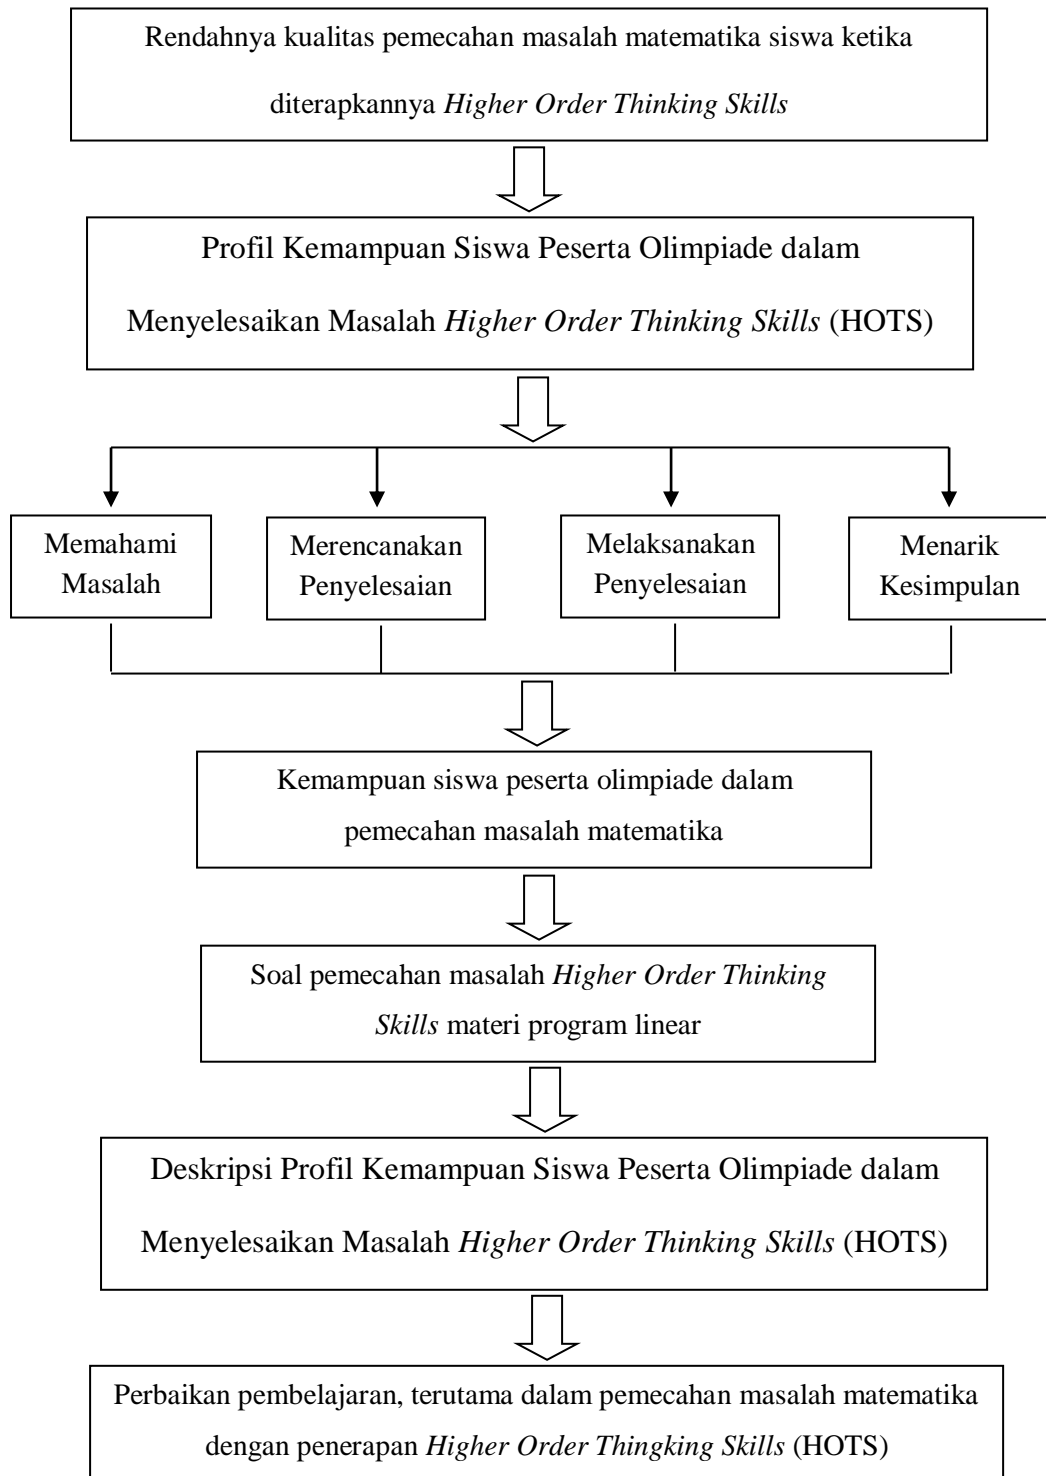 Rendahnya kualitas pemecahan masalah matematika siswa ketika
diterapkannya Higher Order Thinking Skills
Profil Kemampuan Siswa Peserta Olimpiade dalam
Menyelesaikan Masalah Higher Order Thinking Skills (HOTS)
Memahami
Masalah
Merencanakan
Penyelesaian
Melaksanakan
Penyelesaian
Menarik
Kesimpulan
Kemampuan siswa peserta olimpiade dalam
pemecahan masalah matematika
Soal pemecahan masalah Higher Order Thinking
Skills materi program linear
Deskripsi Profil Kemampuan Siswa Peserta Olimpiade dalam
Menyelesaikan Masalah Higher Order Thinking Skills (HOTS)
Perbaikan pembelajaran, terutama dalam pemecahan masalah matematika
dengan penerapan Higher Order Thingking Skills (HOTS)